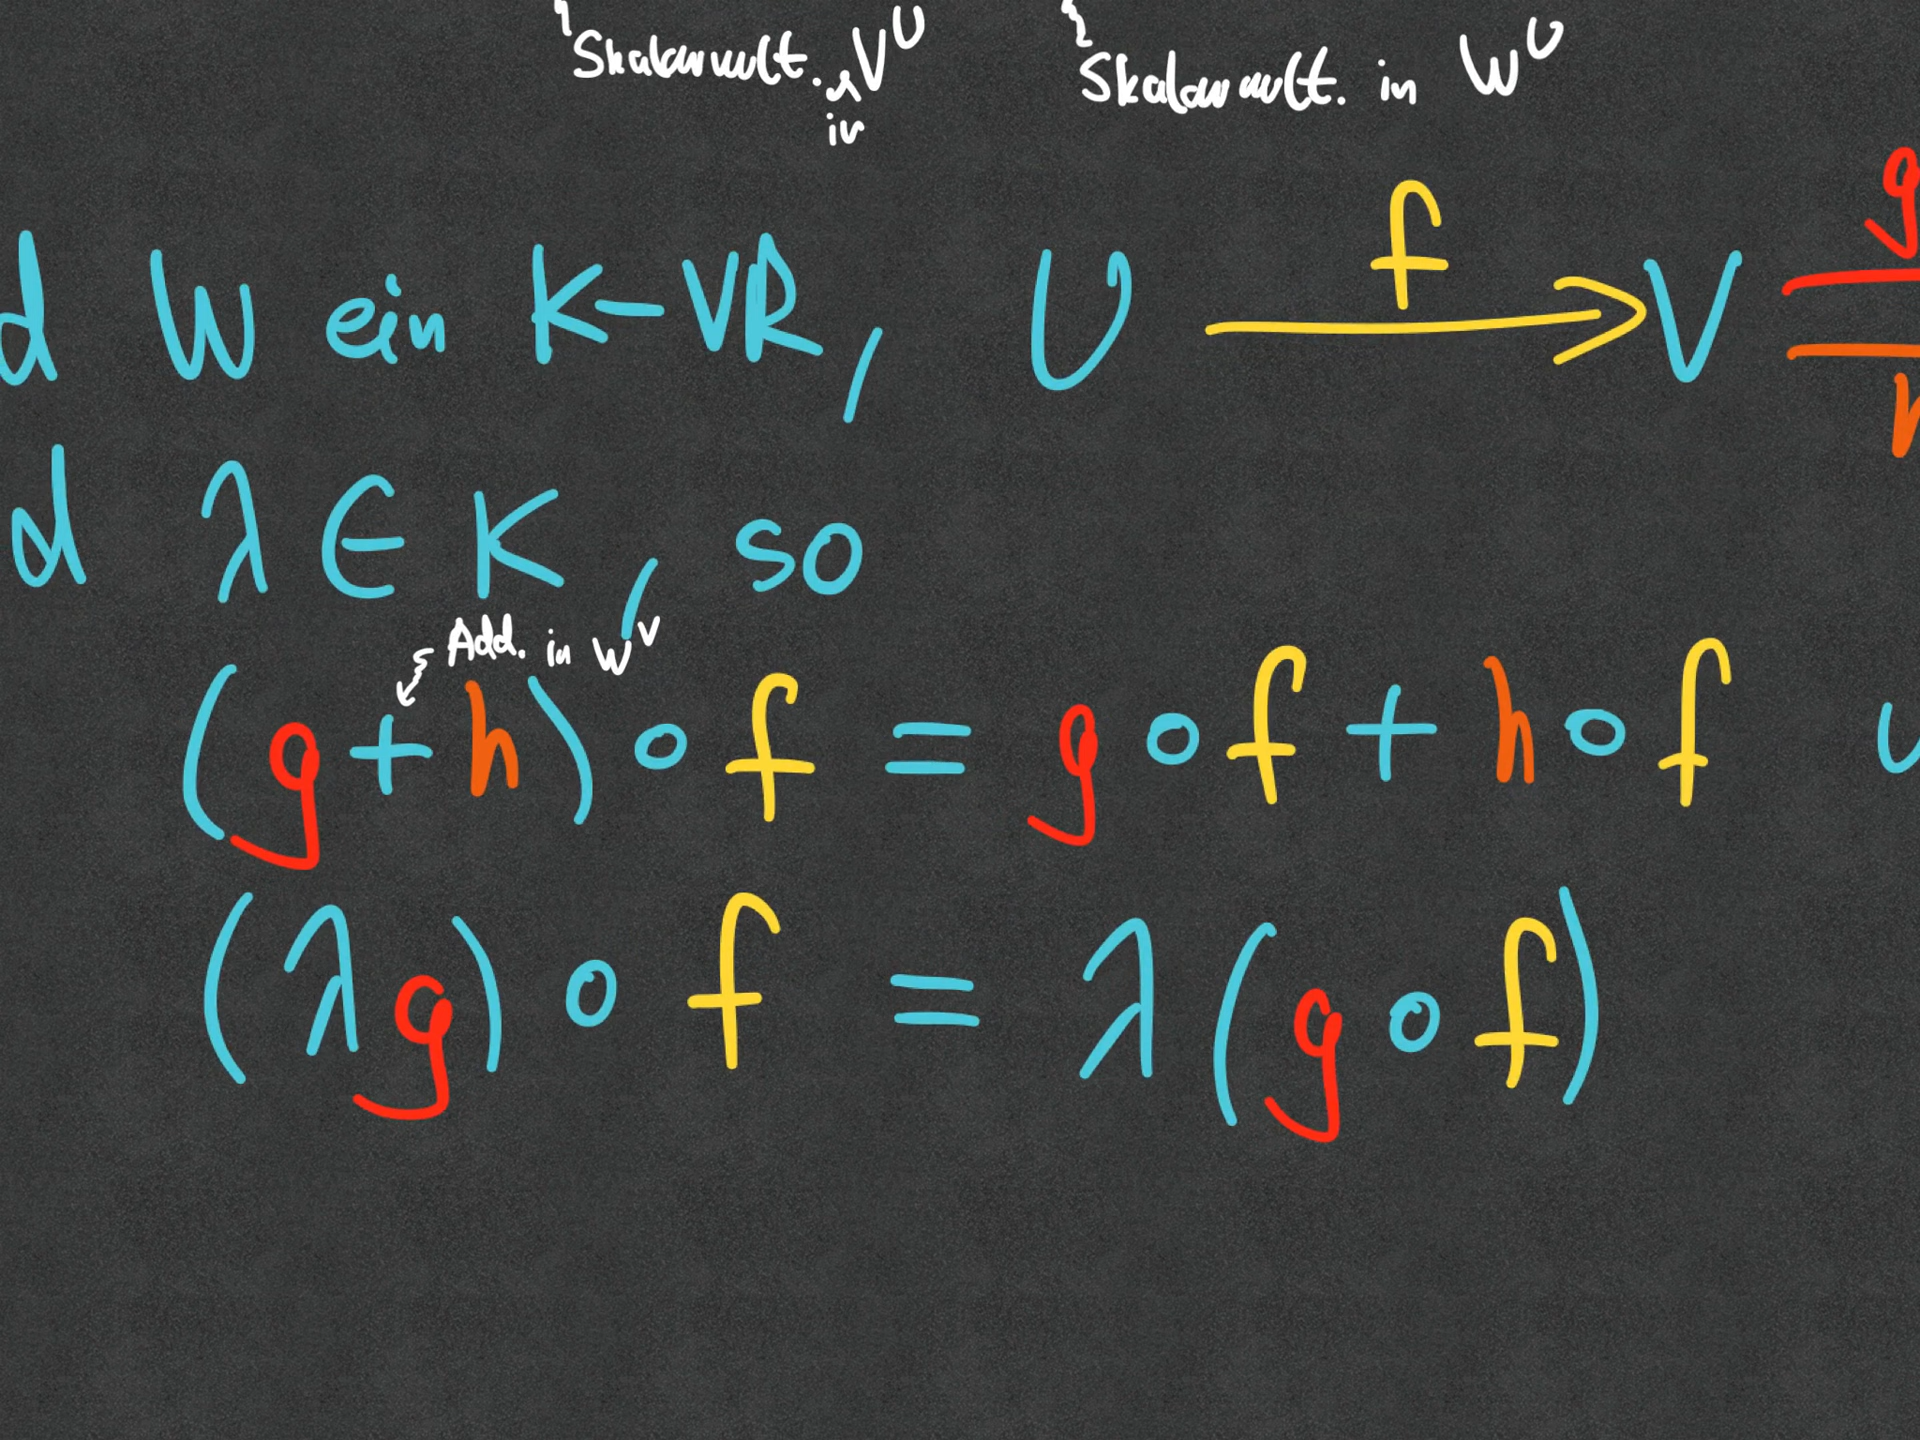 Skalarmult. in V^U   Skalarmult. in W^U
d W ein K-VR, U f→ V g h
d λ ∈ K, so
Add. in W^V
(g + h) ∘ f = g ∘ f + h ∘ f
(λg) ∘ f = λ(g ∘ f)